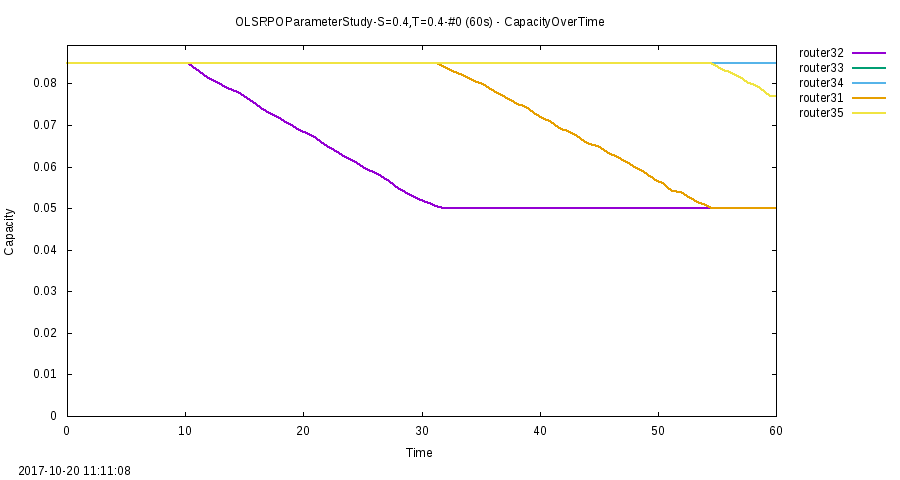 OLSRPOParameterStudy-S=0.4,T=0.4-#0 (60s) - CapacityOverTime
router32
router33
router34
router31
router35
0.08
0.07
0.06
0.05
0.04
0.03
0.02
0.01
0
Capacity
0 10 20 30 40 50 60
Time
2017-10-20 11:11:08